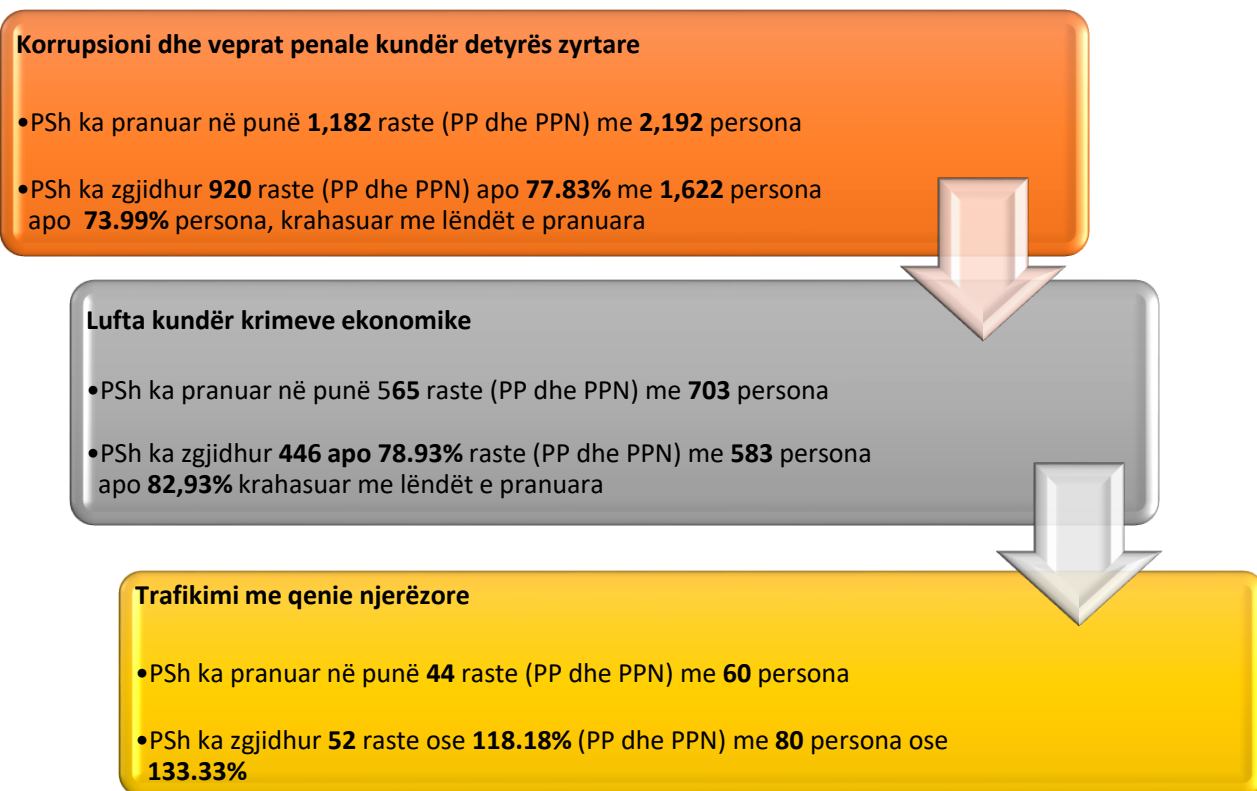 Korrupsioni dhe veprat penale kundër detyrës zyrtare
•PSh ka pranuar në punë 1,182 raste (PP dhe PPN) me 2,192 persona
•PSh ka zgjidhur 920 raste (PP dhe PPN) apo 77.83% me 1,622 persona
apo 73.99% persona, krahasuar me lëndët e pranuara
Lufta kundër krimeve ekonomike
•PSh ka pranuar në punë 565 raste (PP dhe PPN) me 703 persona
•PSh ka zgjidhur 446 apo 78.93% raste (PP dhe PPN) me 583 persona
apo 82,93% krahasuar me lëndët e pranuara
Trafikimi me qenie njerëzore
•PSh ka pranuar në punë 44 raste (PP dhe PPN) me 60 persona
•PSh ka zgjidhur 52 raste ose 118.18% (PP dhe PPN) me 80 persona ose
133.33%